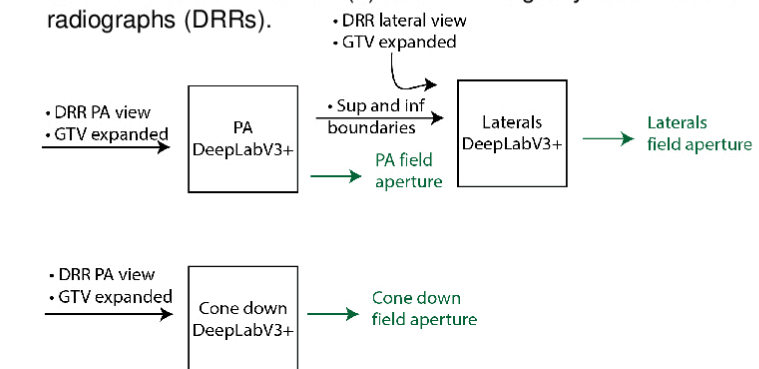 radiographs (DRRs).
• DRR lateral view
• GTV expanded
• DRR PA view
• GTV expanded
PA
DeepLabV3+
• Sup and inf
boundaries
PA field
aperture
Laterals
DeepLabV3+
Laterals
field aperture
• DRR PA view
• GTV expanded
Cone down
DeepLabV3+
Cone down
field aperture